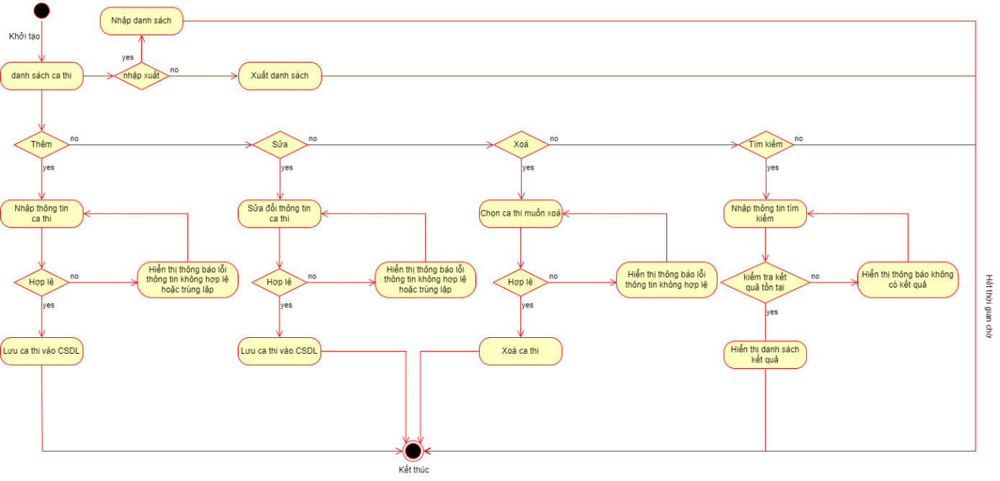 Nhập danh sách
Khởi tạo
yes
danh sách ca thi
nhập xuất
no
Xuất danh sách
Thêm
no
Sửa
no
Xoá
no
Tìm kiếm
no
yes
yes
yes
yes
Nhập thông tin
ca thi
Sửa đổi thông tin
ca thi
Chọn ca thi muốn xoá
Nhập thông tin tìm
kiếm
Hợp lệ
no
Hiển thị thông báo lỗi
thông tin không hợp lệ
hoặc trùng lặp
Hợp lệ
no
Hiển thị thông báo lỗi
thông tin không hợp lệ
hoặc trùng lặp
Hợp lệ
no
Hiển thị thông báo lỗi
thông tin không hợp lệ
kiểm tra kết
quả tồn tại
no
Hiển thị thông báo không
có kết quả
Hết thời gian chờ
yes
yes
yes
yes
Lưu ca thi vào CSDL
Lưu ca thi vào CSDL
Xoá ca thi
Hiển thị danh sách
kết quả
Kết thúc